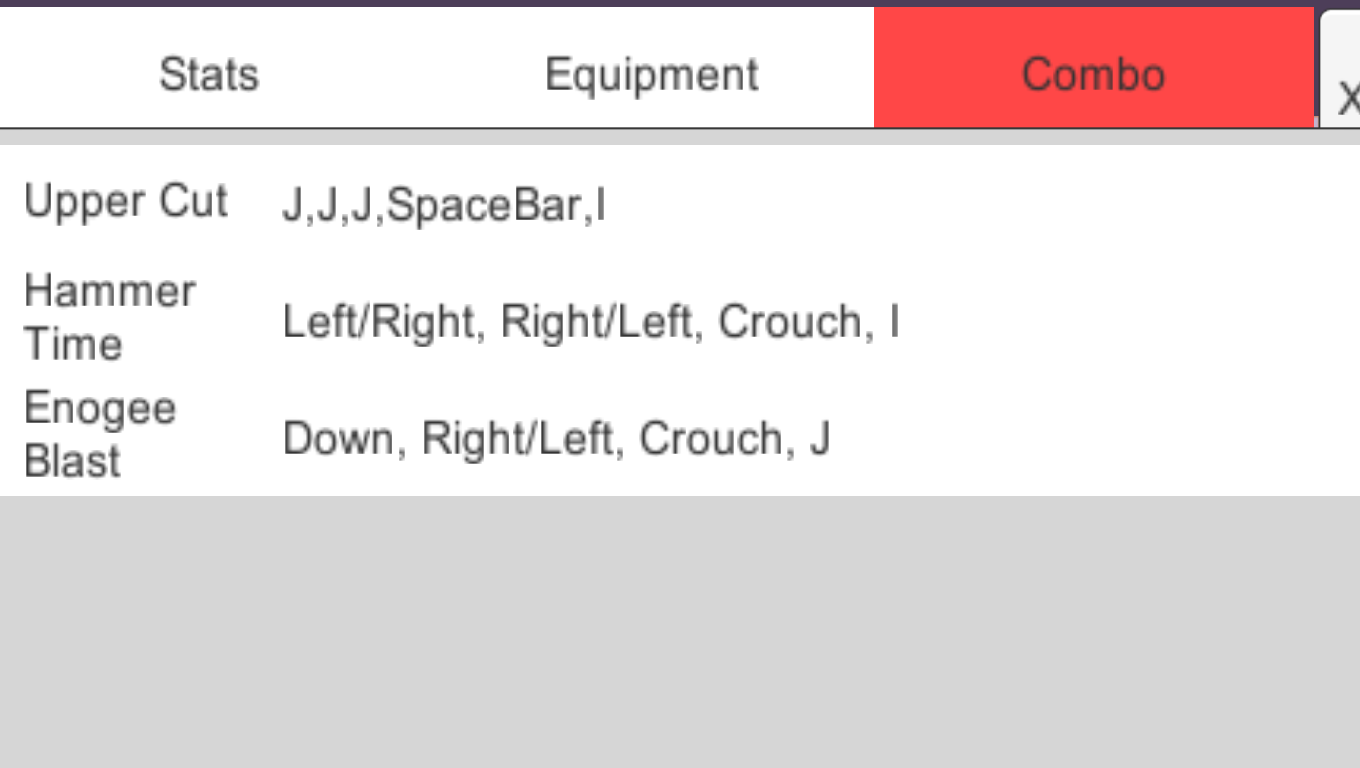 Stats Equipment Combo X
Upper Cut J,J,J,SpaceBar,I
Hammer
Time
Left/Right, Right/Left, Crouch, I
Enogee
Blast
Down, Right/Left, Crouch, J